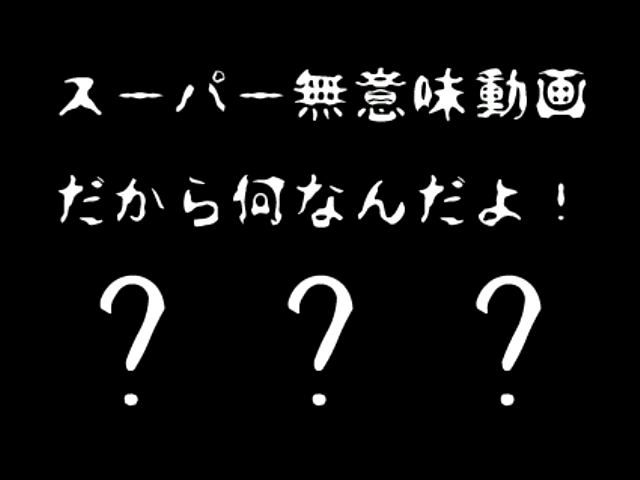 スーパー無意味動画
だから何なんだよ！
？ ？ ？